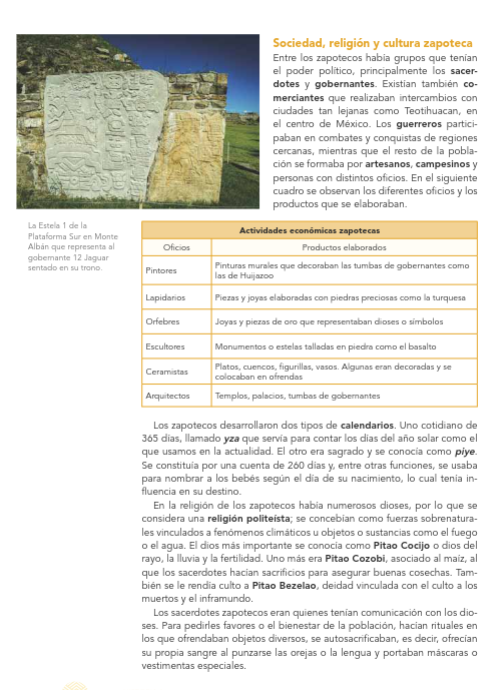 Sociedad, religión y cultura zapoteca
Entre los zapotecos había grupos que tenían
el poder político, principalmente los sacer-
dotes y gobernantes. Existían también co-
merciantes que realizaban intercambios con
ciudades tan lejanas como Teotihuacan, en
el centro de México. Los guerreros partici-
paban en combates y conquistas de regiones
cercanas, mientras que el resto de la pobla-
ción se formaba por artesanos, campesinos y
personas con distintos oficios. En el siguiente
cuadro se observan los diferentes oficios y los
productos que se elaboraban.
La Estela 1 de la
Plataforma Sur en Monte
Albán que representa al
gobernante 12 Jaguar
sentado en su trono.
Actividades económicas zapotecas
Oficios Productos elaborados
Pintores Pinturas murales que decoraban las tumbas de gobernantes como
las de Huijazoo
Lapidarios Piezas y joyas elaboradas con piedras preciosas como la turquesa
Orfebres Joyas y piezas de oro que representaban dioses o símbolos
Escultores Monumentos o estelas talladas en piedra como el basalto
Ceramistas Platos, cuencos, figurillas, vasos. Algunas eran decoradas y se
colocaban en ofrendas
Arquitectos Templos, palacios, tumbas de gobernantes
Los zapotecos desarrollaron dos tipos de calendarios. Uno cotidiano de
365 días, llamado yza que servía para contar los días del año solar como el
que usamos en la actualidad. El otro era sagrado y se conocía como piye.
Se constituía por una cuenta de 260 días y, entre otras funciones, se usaba
para nombrar a los bebés según el día de su nacimiento, lo cual tenía in-
fluencia en su destino.
En la religión de los zapotecos había numerosos dioses, por lo que se
considera una religión politeísta; se concebían como fuerzas sobrenatura-
les vinculados a fenómenos climáticos u objetos o sustancias como el fuego
o el agua. El dios más importante se conocía como Pitao Cocijo o dios del
rayo, la lluvia y la fertilidad. Uno más era Pitao Cozobi, asociado al maíz, al
que los sacerdotes hacían sacrificios para asegurar buenas cosechas. Tam-
bién se le rendía culto a Pitao Bezelao, deidad vinculada con el culto a los
muertos y el inframundo.
Los sacerdotes zapotecos eran quienes tenían comunicación con los dio-
ses. Para pedirles favores o el bienestar de la población, hacían rituales en
los que ofrendaban objetos diversos, se autosacrificaban, es decir, ofrecían
su propia sangre al punzarse las orejas o la lengua y portaban máscaras o
vestimentas especiales.